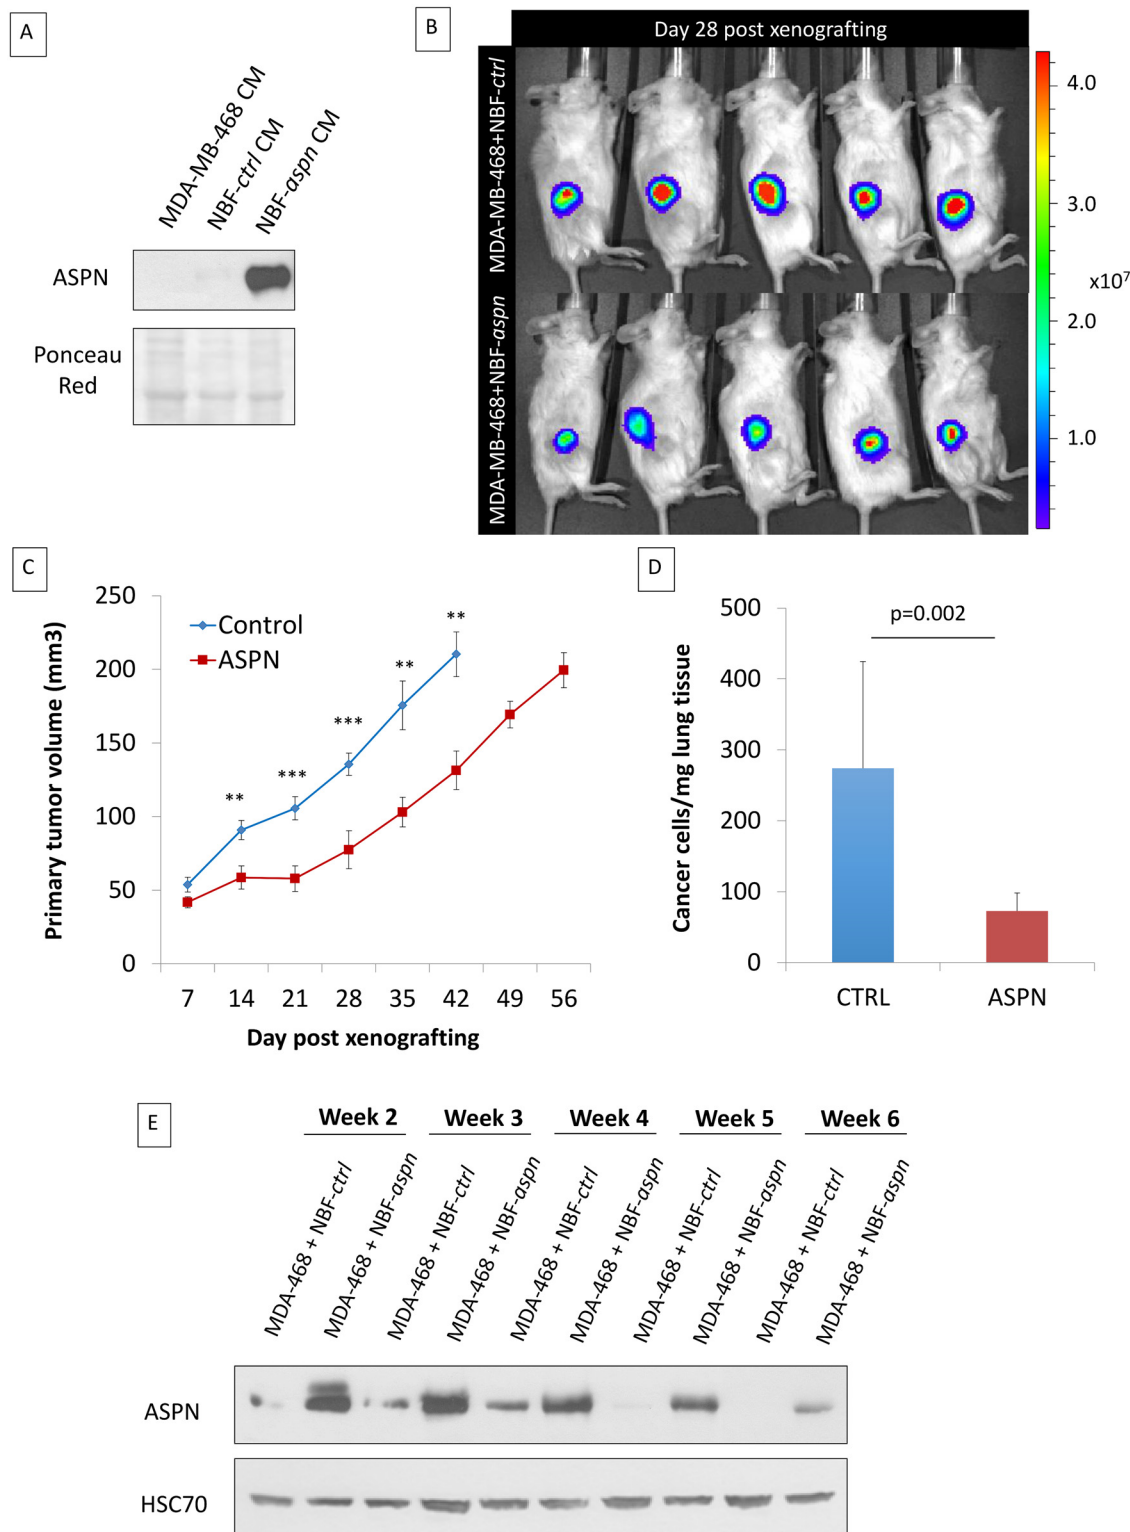 A
MDA-MB-468 CM
NBF-ctrl CM
NBF-aspn CM
ASPN
Ponceau
Red
B
Day 28 post xenografting
MDA-MB-468+NBF-ctrl
MDA-MB-468+NBF-aspn
4.0
3.0
x10⁷
2.0
1.0
C
250
200
150
100
50
0
Control
ASPN
**
***
***
**
**
7 14 21 28 35 42 49 56
Primary tumor volume (mm3)
Day post xenografting
D
500
400
300
200
100
0
p=0.002
Cancer cells/mg lung tissue
CTRL ASPN
E
Week 2 Week 3 Week 4 Week 5 Week 6
MDA-468 + NBF-ctrl
MDA-468 + NBF-aspn
MDA-468 + NBF-ctrl
MDA-468 + NBF-aspn
MDA-468 + NBF-ctrl
MDA-468 + NBF-aspn
MDA-468 + NBF-ctrl
MDA-468 + NBF-aspn
MDA-468 + NBF-ctrl
MDA-468 + NBF-aspn
ASPN
HSC70